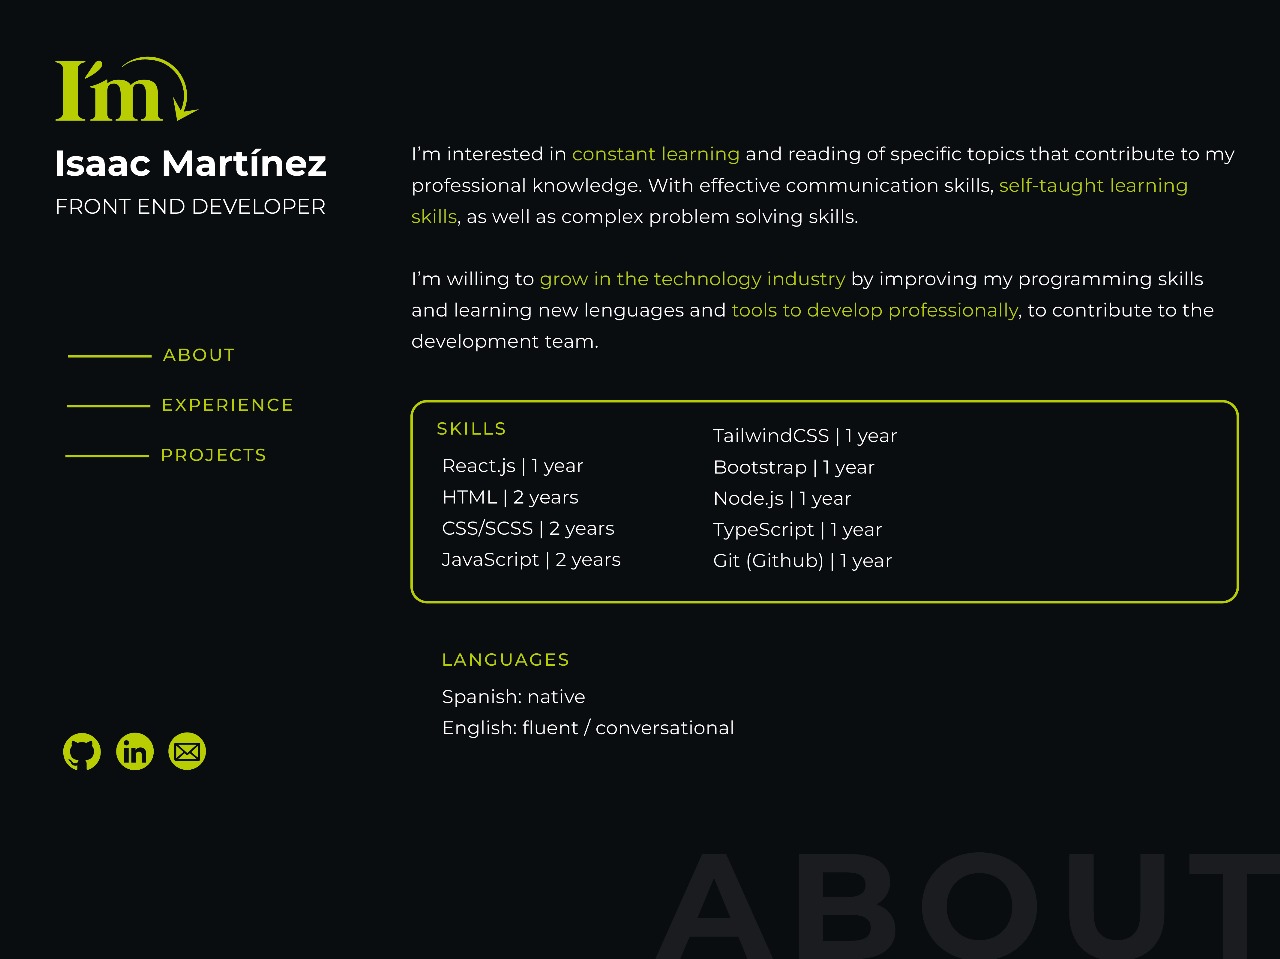 I'm
Isaac Martínez
FRONT END DEVELOPER
ABOUT
EXPERIENCE
PROJECTS
I'm interested in constant learning and reading of specific topics that contribute to my
professional knowledge. With effective communication skills, self-taught learning
skills, as well as complex problem solving skills.
I'm willing to grow in the technology industry by improving my programming skills
and learning new lenguages and tools to develop professionally, to contribute to the
development team.
SKILLS
React.js | 1 year
HTML | 2 years
CSS/SCSS | 2 years
JavaScript | 2 years
TailwindCSS | 1 year
Bootstrap | 1 year
Node.js | 1 year
TypeScript | 1 year
Git (Github) | 1 year
LANGUAGES
Spanish: native
English: fluent / conversational
in
ABOUT